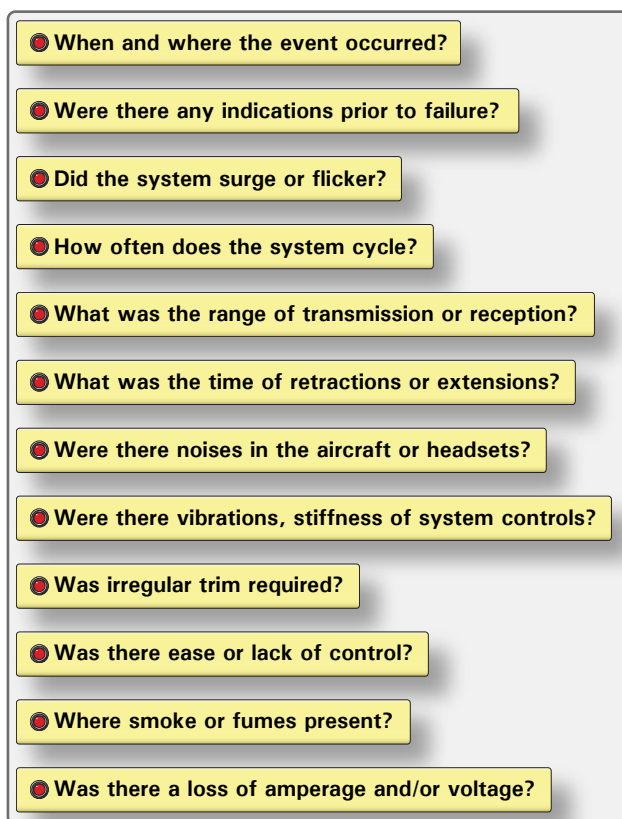 When and where the event occurred?
Were there any indications prior to failure?
Did the system surge or flicker?
How often does the system cycle?
What was the range of transmission or reception?
What was the time of retractions or extensions?
Were there noises in the aircraft or headsets?
Were there vibrations, stiffness of system controls?
Was irregular trim required?
Was there ease or lack of control?
Where smoke or fumes present?
Was there a loss of amperage and/or voltage?